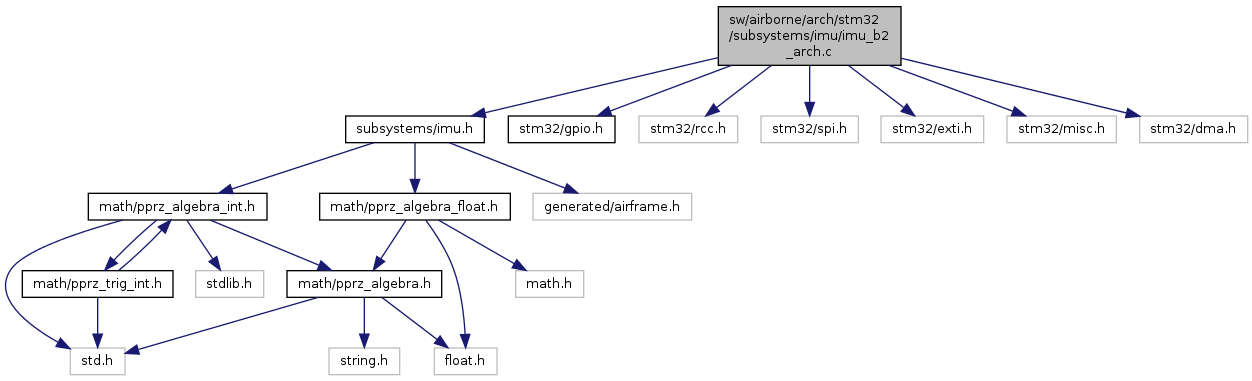 sw/airborne/arch/stm32
/subsystems/imu/imu_b2
_arch.c
subsystems/imu.h
stm32/gpio.h
stm32/rcc.h
stm32/spi.h
stm32/exti.h
stm32/misc.h
stm32/dma.h
math/pprz_algebra_int.h
math/pprz_algebra_float.h
generated/airframe.h
math/pprz_trig_int.h
stdlib.h
math/pprz_algebra.h
math.h
std.h
string.h
float.h